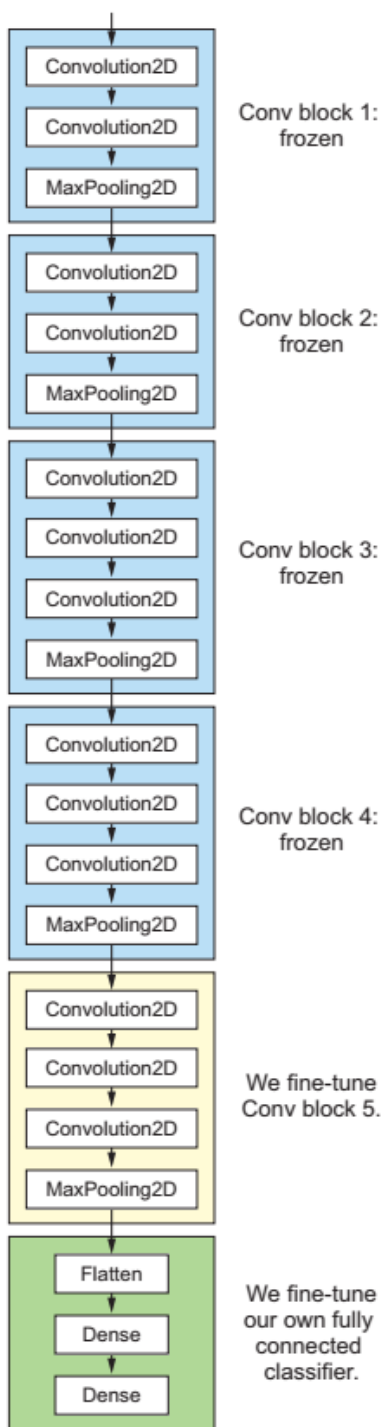 Convolution2D
Convolution2D
MaxPooling2D
Conv block 1:
frozen
Convolution2D
Convolution2D
MaxPooling2D
Conv block 2:
frozen
Convolution2D
Convolution2D
Convolution2D
MaxPooling2D
Conv block 3:
frozen
Convolution2D
Convolution2D
Convolution2D
MaxPooling2D
Conv block 4:
frozen
Convolution2D
Convolution2D
Convolution2D
MaxPooling2D
We fine-tune
Conv block 5.
Flatten
Dense
Dense
We fine-tune
our own fully
connected
classifier.